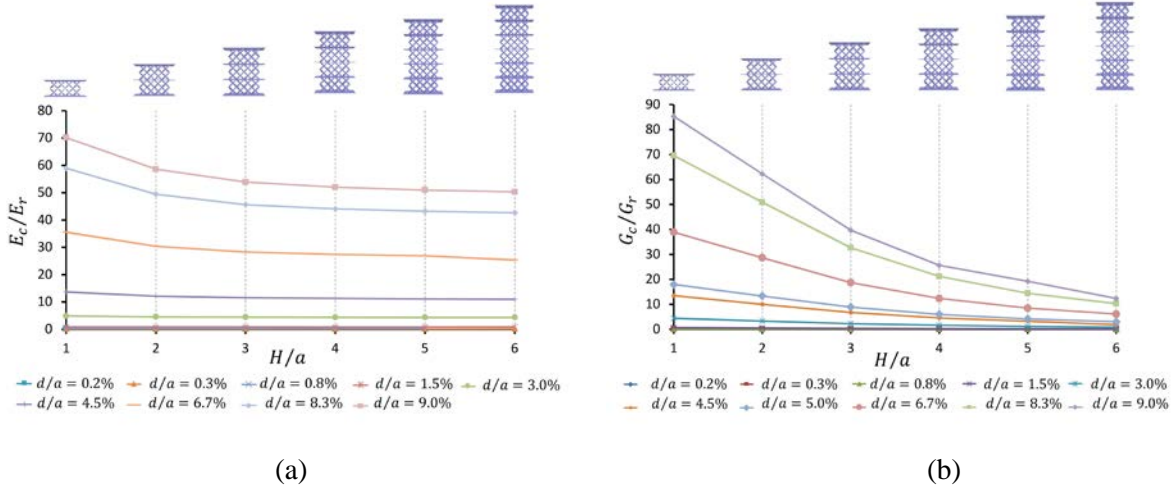 80
70
60
50
40
30
20
10
0
E_c/E_r
1 2 3 4 5 6
H/a
d/a = 0.2% d/a = 0.3% d/a = 0.8% d/a = 1.5% d/a = 3.0%
d/a = 4.5% d/a = 6.7% d/a = 8.3% d/a = 9.0%
(a)
90
80
70
60
50
40
30
20
10
0
G_c/G_r
1 2 3 4 5 6
H/a
d/a = 0.2% d/a = 0.3% d/a = 0.8% d/a = 1.5% d/a = 3.0%
d/a = 4.5% d/a = 5.0% d/a = 6.7% d/a = 8.3% d/a = 9.0%
(b)